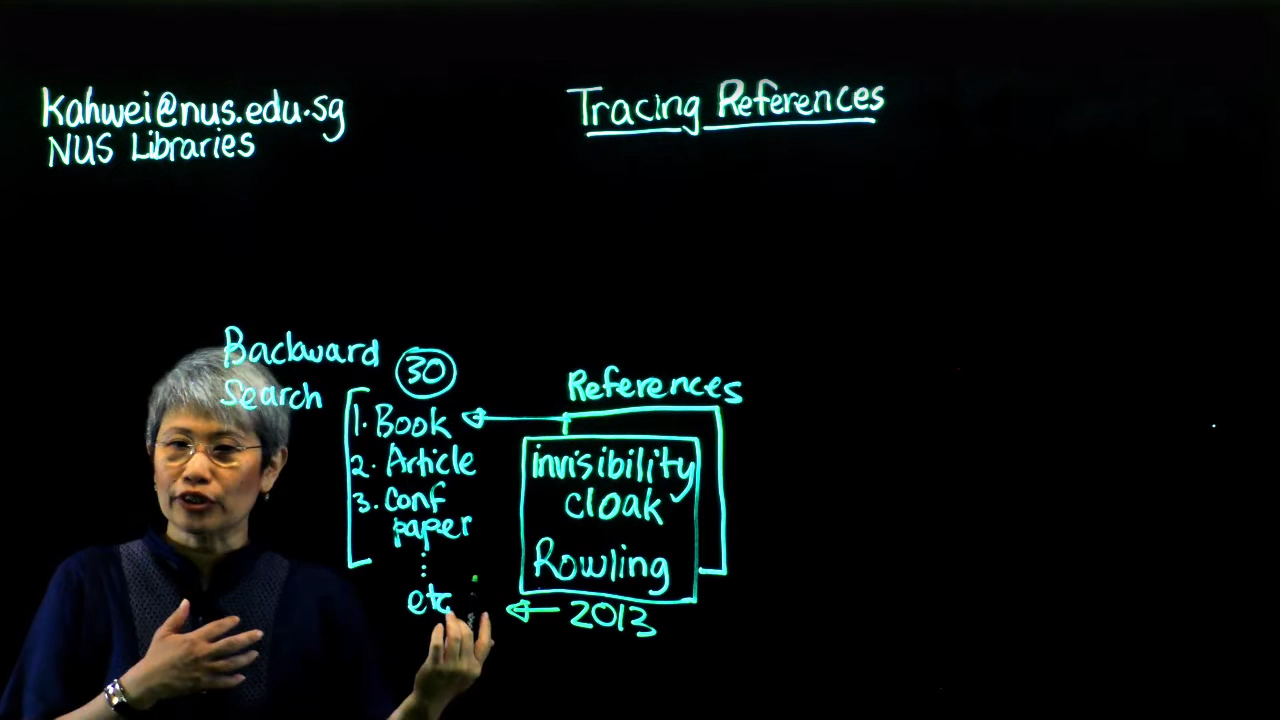 Kahwei@nus.edu.sg
NUS Libraries
Tracing References
Backward
Search
30
1. Book
2. Article
3. Conf
paper
etc
References
invisibility
cloak
Rowling
2013